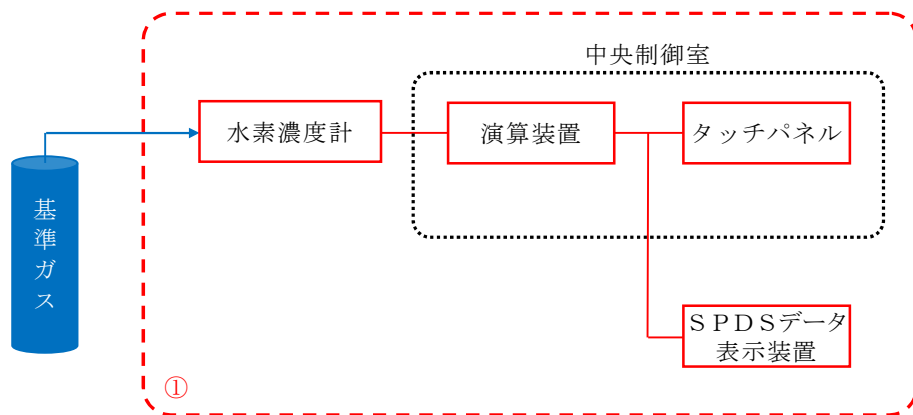 中央制御室
水素濃度計
演算装置
タッチパネル
基準ガス
ＳＰＤＳデータ
表示装置
①